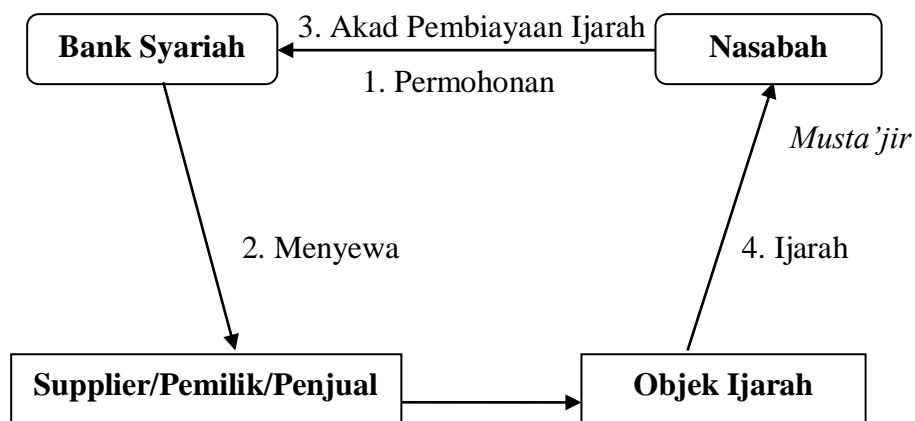 3. Akad Pembiayaan Ijarah
Bank Syariah
Nasabah
1. Permohonan
Musta’jir
2. Menyewa
4. Ijarah
Supplier/Pemilik/Penjual
Objek Ijarah